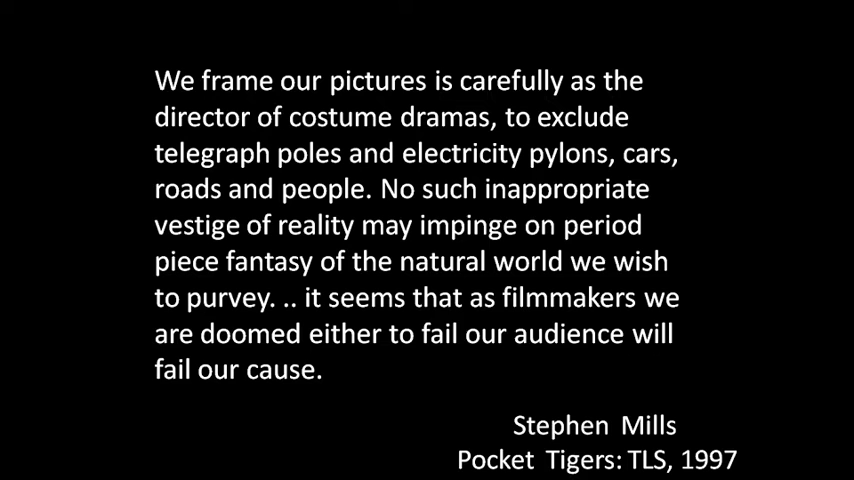 We frame our pictures is carefully as the
director of costume dramas, to exclude
telegraph poles and electricity pylons, cars,
roads and people. No such inappropriate
vestige of reality may impinge on period
piece fantasy of the natural world we wish
to purvey. .. it seems that as filmmakers we
are doomed either to fail our audience will
fail our cause.
Stephen Mills
Pocket Tigers: TLS, 1997